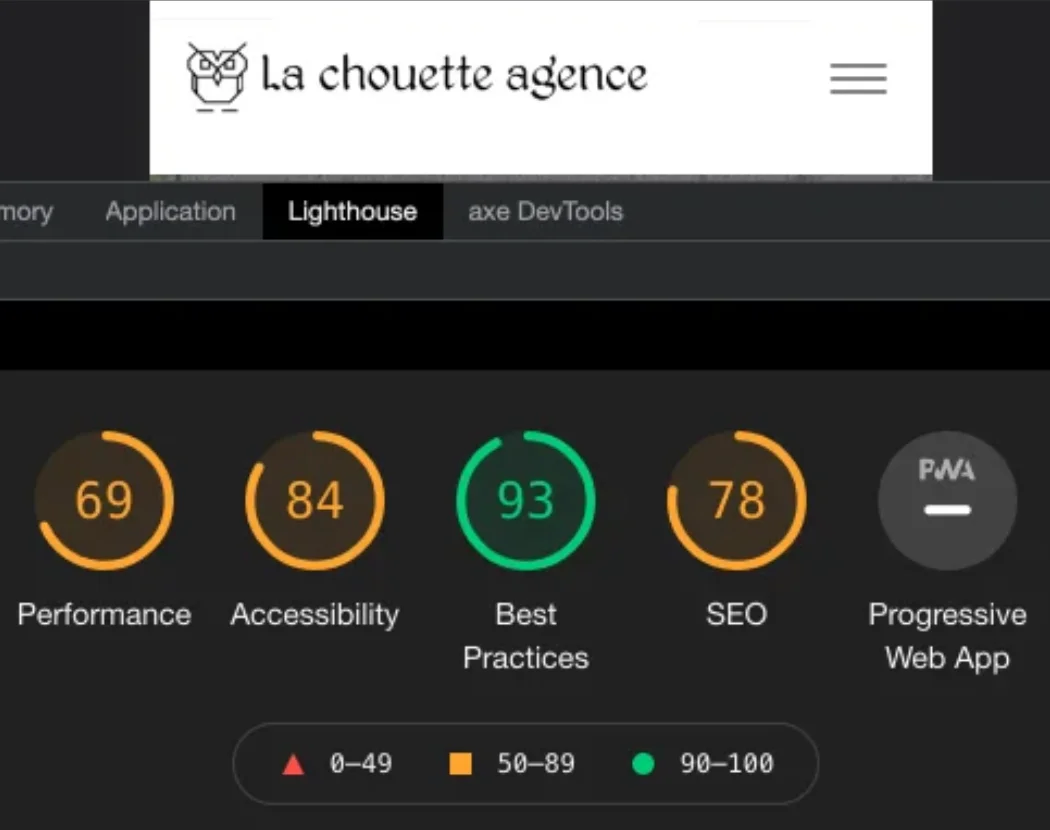 La chouette agence
mory Application Lighthouse axe DevTools
69 84 93 78 PWA
Performance Accessibility Best Practices SEO Progressive Web App
0–49 50–89 90–100